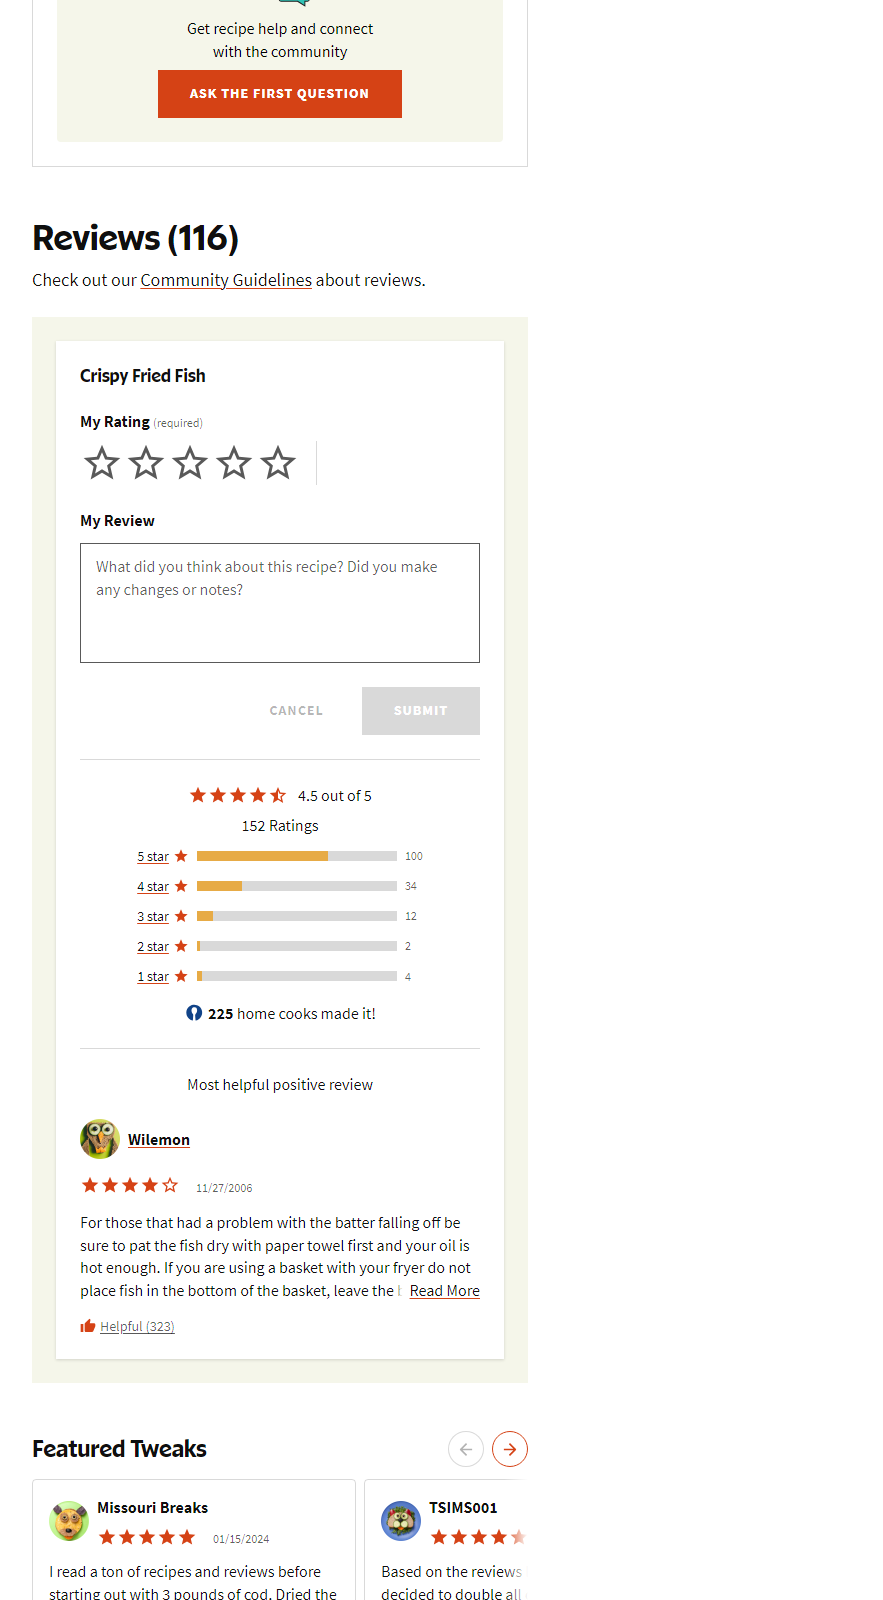 Get recipe help and connect
with the community
ASK THE FIRST QUESTION
Reviews (116)
Check out our Community Guidelines about reviews.
Crispy Fried Fish
My Rating (required)
My Review
What did you think about this recipe? Did you make
any changes or notes?
CANCEL
SUBMIT
4.5 out of 5
152 Ratings
5 star 100
4 star 34
3 star 12
2 star 2
1 star 4
225 home cooks made it!
Most helpful positive review
Wilemon
11/27/2006
For those that had a problem with the batter falling off be
sure to pat the fish dry with paper towel first and your oil is
hot enough. If you are using a basket with your fryer do not
place fish in the bottom of the basket, leave the Read More
Helpful (323)
Featured Tweaks
Missouri Breaks
01/15/2024
I read a ton of recipes and reviews before
starting out with 3 pounds of cod. Dried the
TSIMS001
Based on the reviews
decided to double all